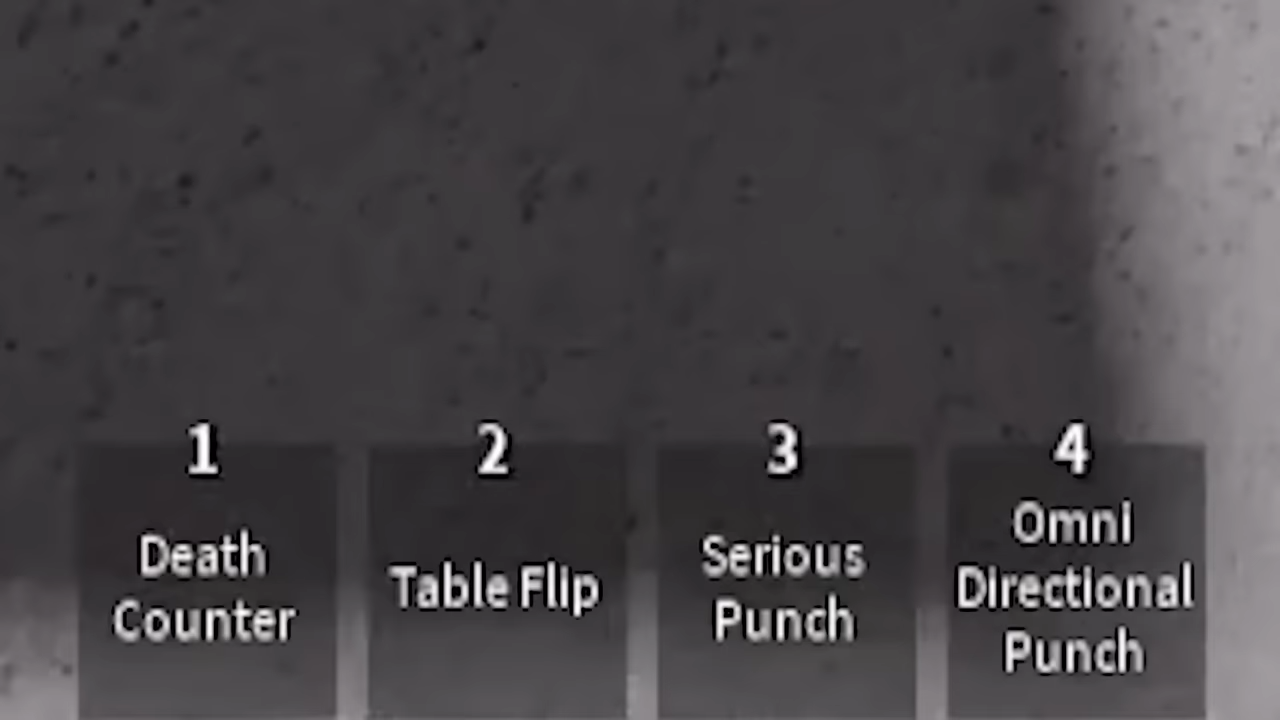 1
Death
Counter
2
Table Flip
3
Serious
Punch
4
Omni
Directional
Punch